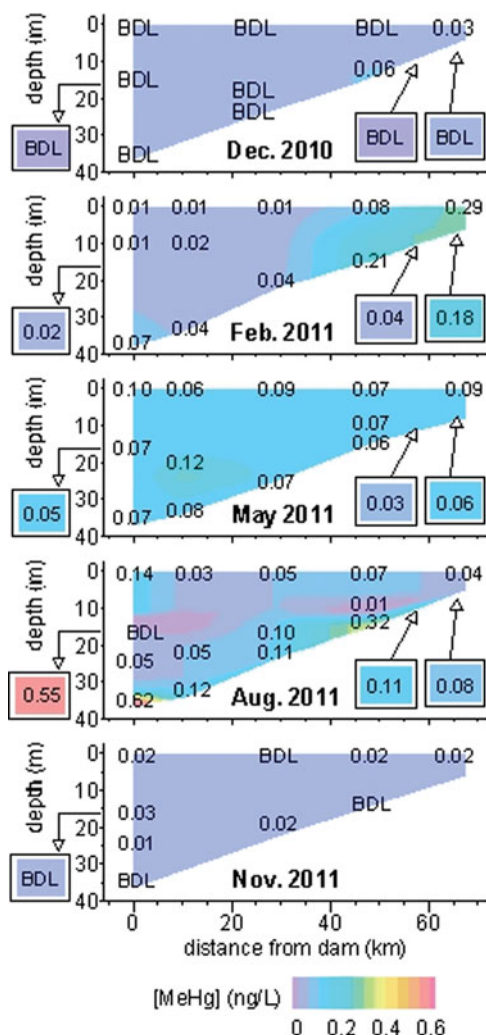 0 BDL BDL BDL 0.03
10
BDL 0.06
20 BDL
BDL
30
BDL
40
depth (m)
BDL
BDL
BDL
Dec. 2010
0 0.01 0.01 0.01 0.08 0.29
10 0.01 0.02
0.21
20 0.04
30
0.04
0.07
40
depth (m)
0.02
0.04
0.18
Feb. 2011
0 0.10 0.06 0.09 0.07 0.09
10 0.07
0.07 0.06
20 0.12
0.07
30
0.07 0.08
40
depth (m)
0.05
0.03
0.06
May 2011
0 0.14 0.03 0.05 0.07 0.04
10 0.01
BDL 0.10 0.32
20
0.05 0.05 0.11
30
0.62 0.12
40
depth (m)
0.55
0.11
0.08
Aug. 2011
0 0.02 BDL 0.02 0.02
10
0.03 BDL
20 0.02
0.01
30
BDL
40
depth (m)
BDL
Nov. 2011
0 20 40 60
distance from dam (km)
[MeHg] (ng/L)
0 0.2 0.4 0.6